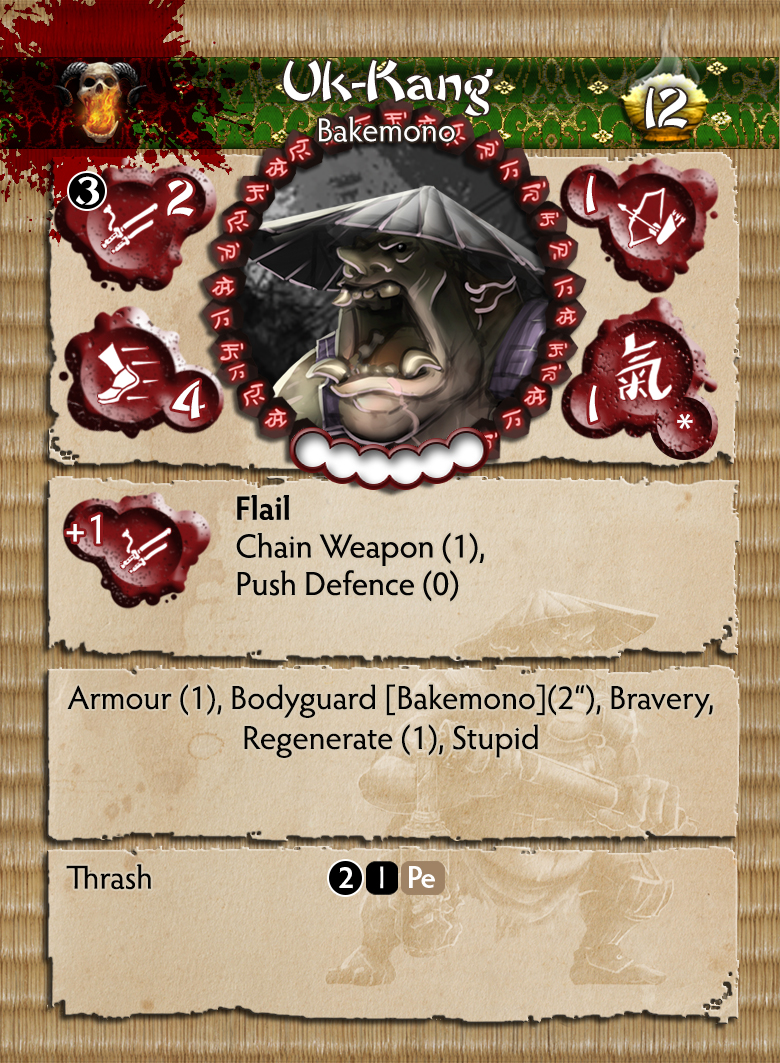 Uk-Kang
12
Bakemono
3 2
1
4
氣
1 *
+1
Flail
Chain Weapon (1),
Push Defence (0)
Armour (1), Bodyguard [Bakemono](2“), Bravery,
Regenerate (1), Stupid
Thrash 2 1 Pe